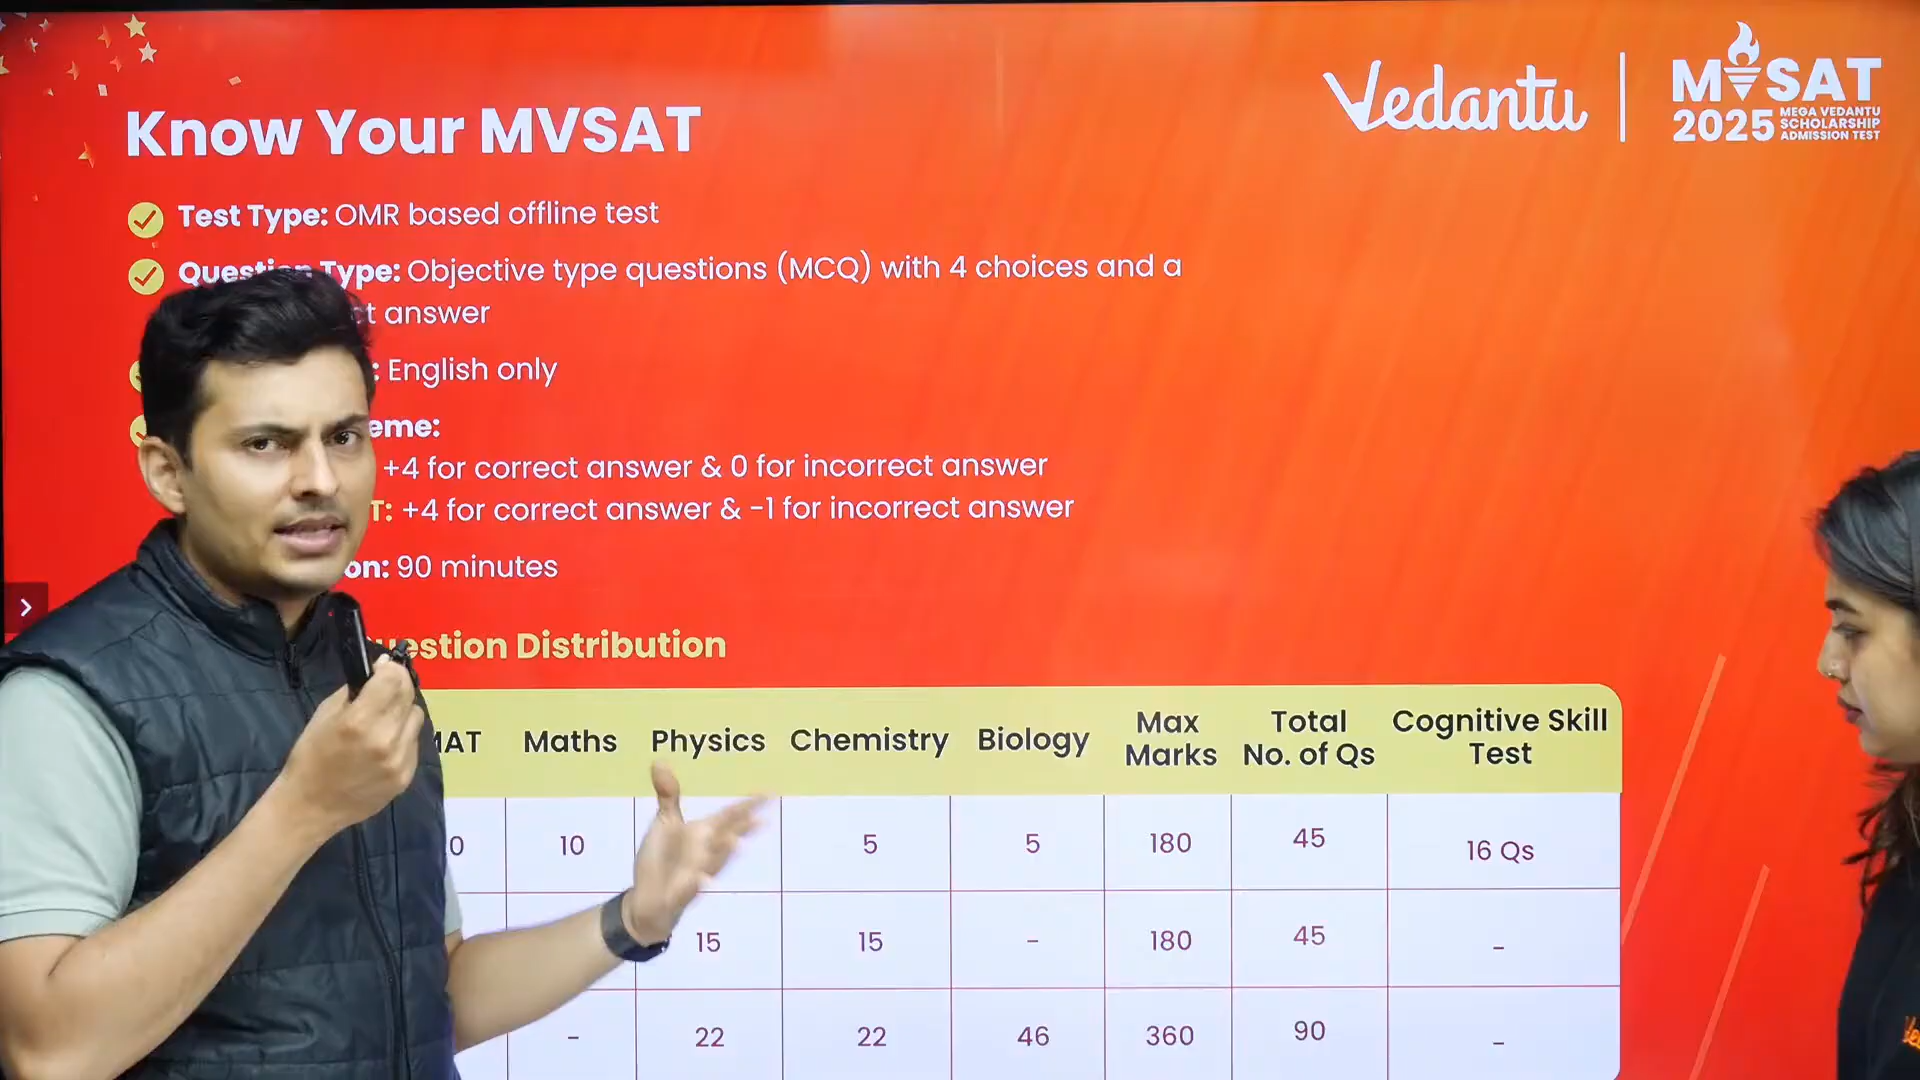 Vedantu
MVSAT
2025
MEGA VEDANTU
SCHOLARSHIP
ADMISSION TEST
Know Your MVSAT
Test Type: OMR based offline test
Question Type: Objective type questions (MCQ) with 4 choices and a
answer
: English only
+4 for correct answer & 0 for incorrect answer
T: +4 for correct answer & -1 for incorrect answer
90 minutes
Distribution
Maths Physics Chemistry Biology Max Marks Total No. of Qs Cognitive Skill Test
10 5 5 180 45 16 Qs
15 15 - 180 45 -
- 22 22 46 360 90 -